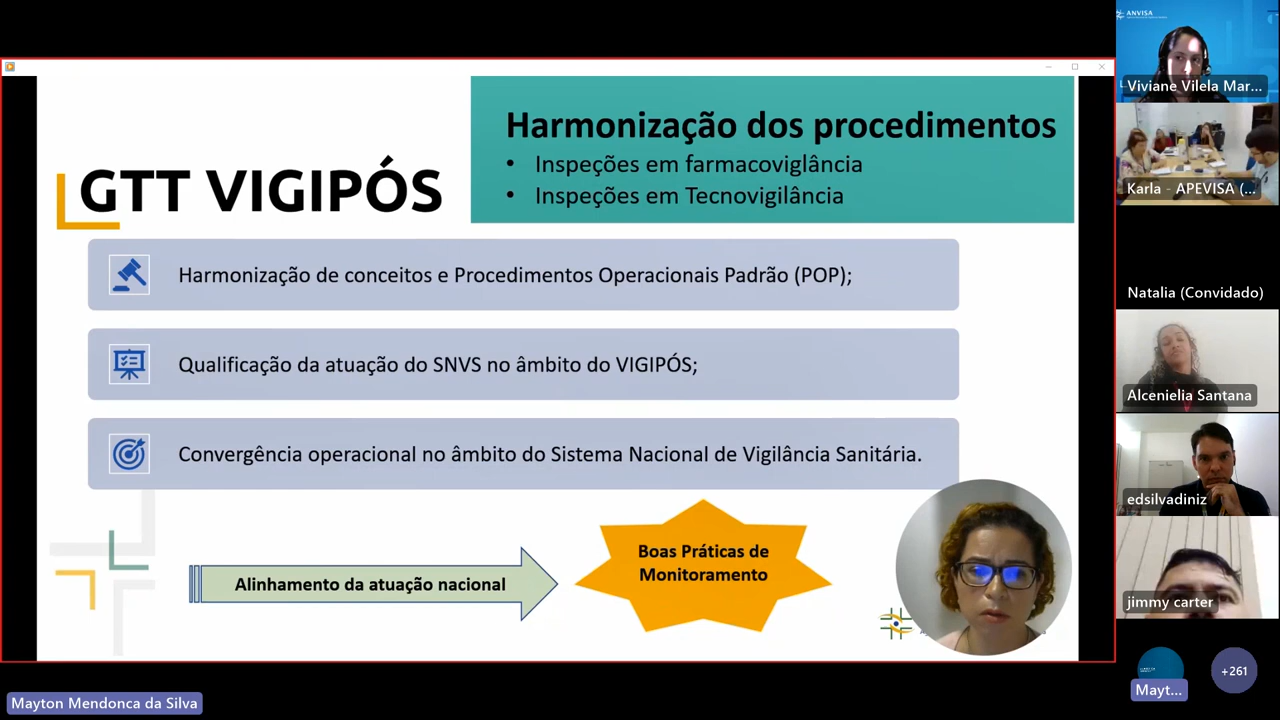 Harmonização dos procedimentos
• Inspeções em farmacoviglância
• Inspeções em Tecnovigilância
GTT VIGIPÓS
Harmonização de conceitos e Procedimentos Operacionais Padrão (POP);
Qualificação da atuação do SNVS no âmbito do VIGIPÓS;
Convergência operacional no âmbito do Sistema Nacional de Vigilância Sanitária.
Alinhamento da atuação nacional
Boas Práticas de
Monitoramento
ANVISA
Viviane Vilela Mar...
Karla - APEVISA (...
Natalia (Convidado)
Alcenielia Santana
edsilvadiniz
jimmy carter
Mayt...
+261
Mayton Mendonca da Silva